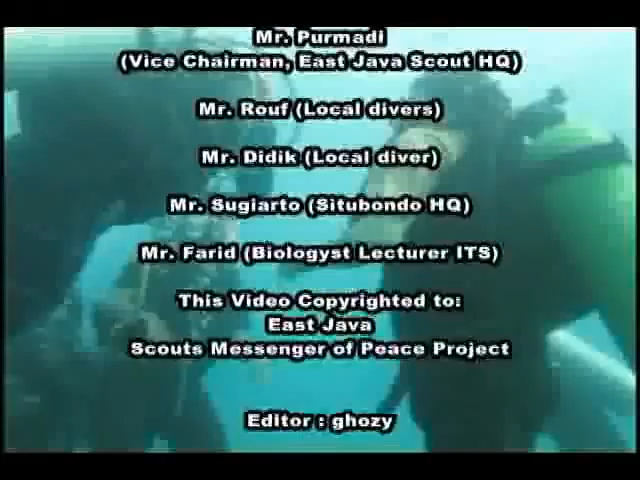 Mr. Purmadi
(Vice Chairman, East Java Scout HQ)
Mr. Rouf (Local divers)
Mr. Didik (Local diver)
Mr. Sugiarto (Situbondo HQ)
Mr. Farid (Biologyst Lecturer ITS)
This Video Copyrighted to:
East Java
Scouts Messenger of Peace Project
Editor : ghozy